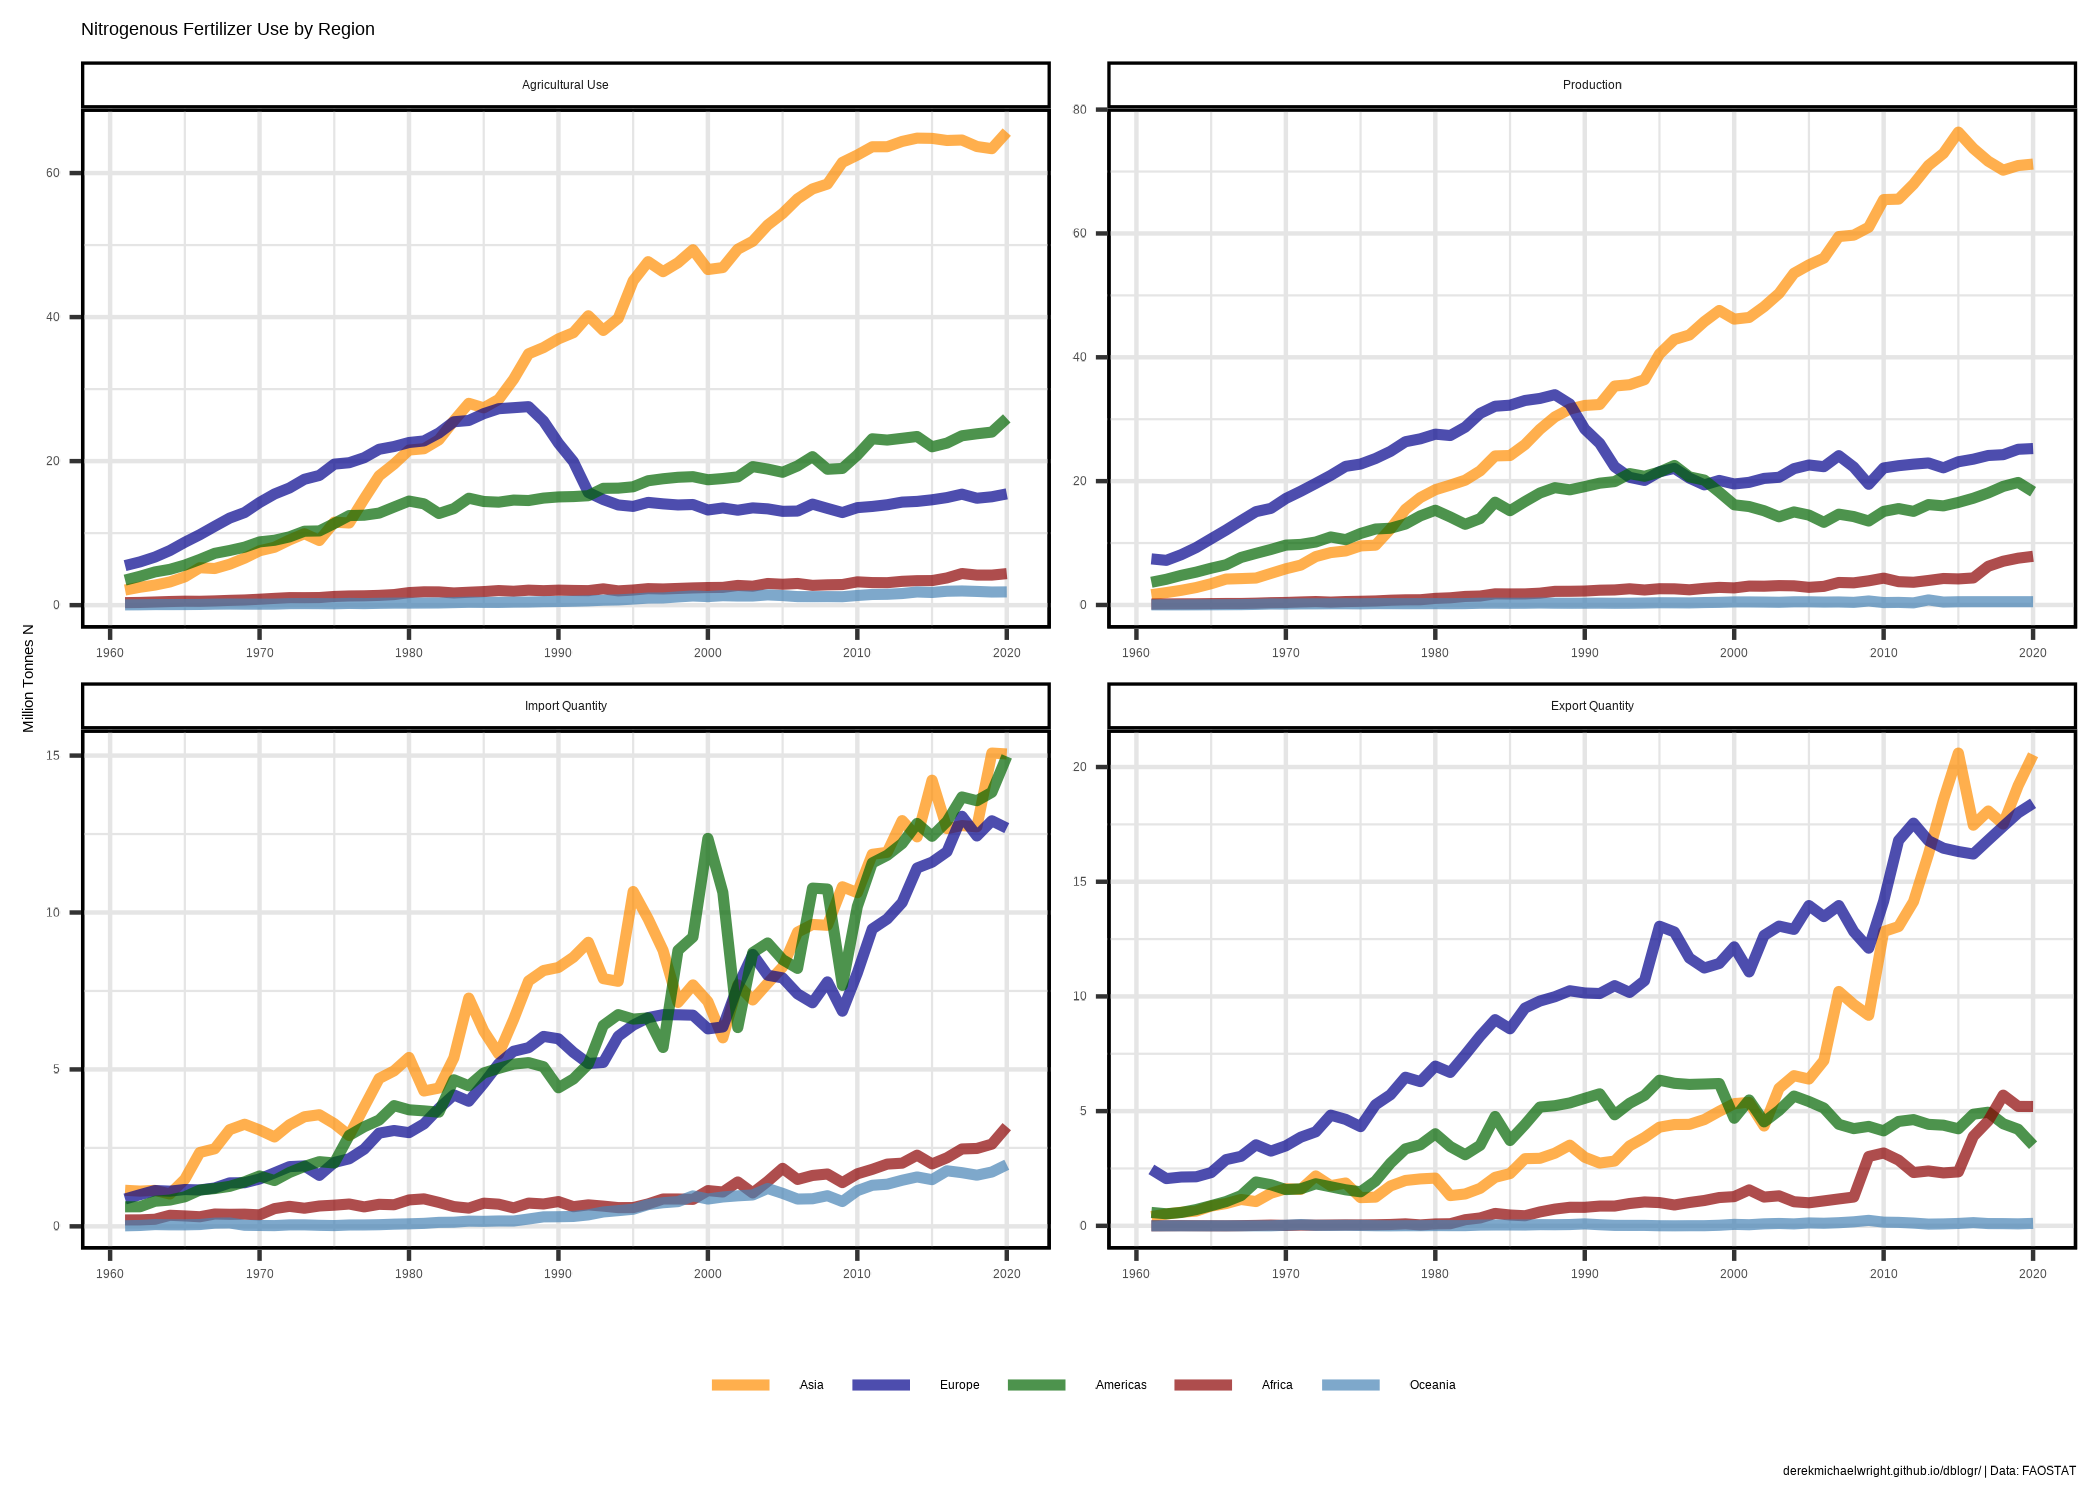 Nitrogenous Fertilizer Use by Region
Agricultural Use
Production
60
40
20
0
1960 1970 1980 1990 2000 2010 2020
80
60
40
20
0
1960 1970 1980 1990 2000 2010 2020
Million Tonnes N
Import Quantity
Export Quantity
15
10
5
0
1960 1970 1980 1990 2000 2010 2020
20
15
10
5
0
1960 1970 1980 1990 2000 2010 2020
Asia Europe Americas Africa Oceania
derekmichaelwright.github.io/dblogr/ | Data: FAOSTAT